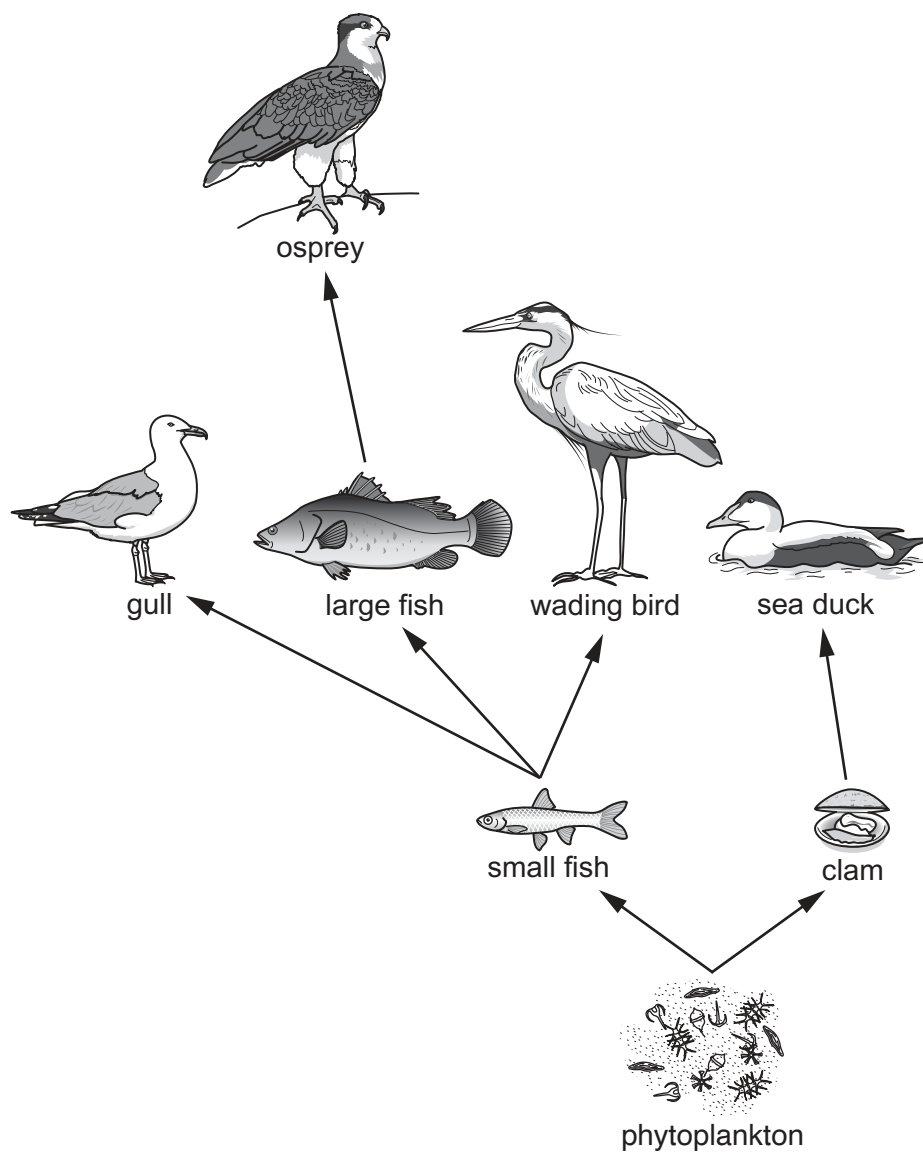 osprey
gull
large fish
wading bird
sea duck
small fish
clam
phytoplankton